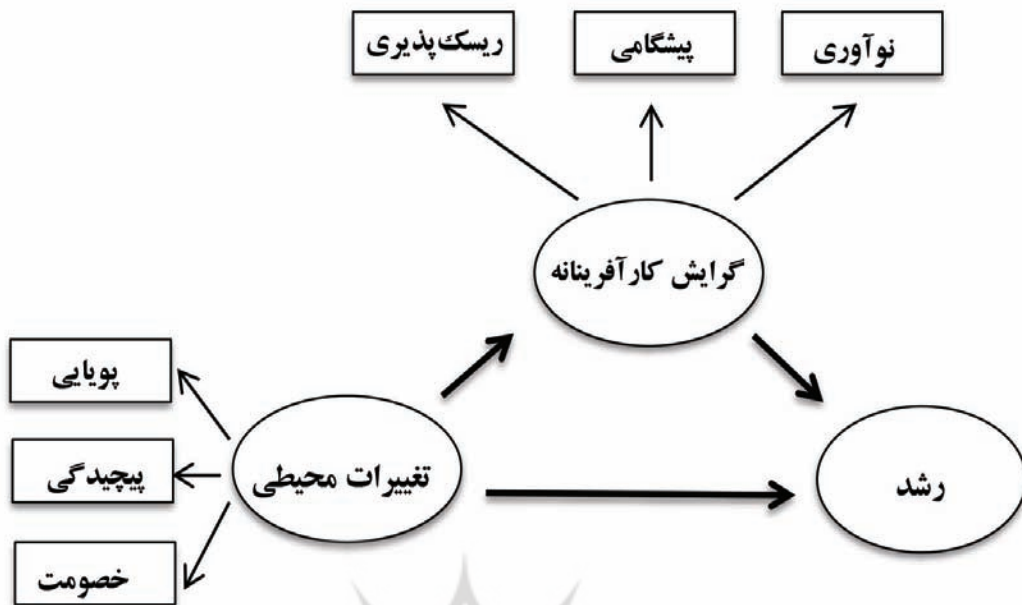 نوآوری
پیشگامی
ریسک‌پذیری
گرایش کارآفرینانه
پویایی
پیچیدگی
خصومت
تغییرات محیطی
رشد